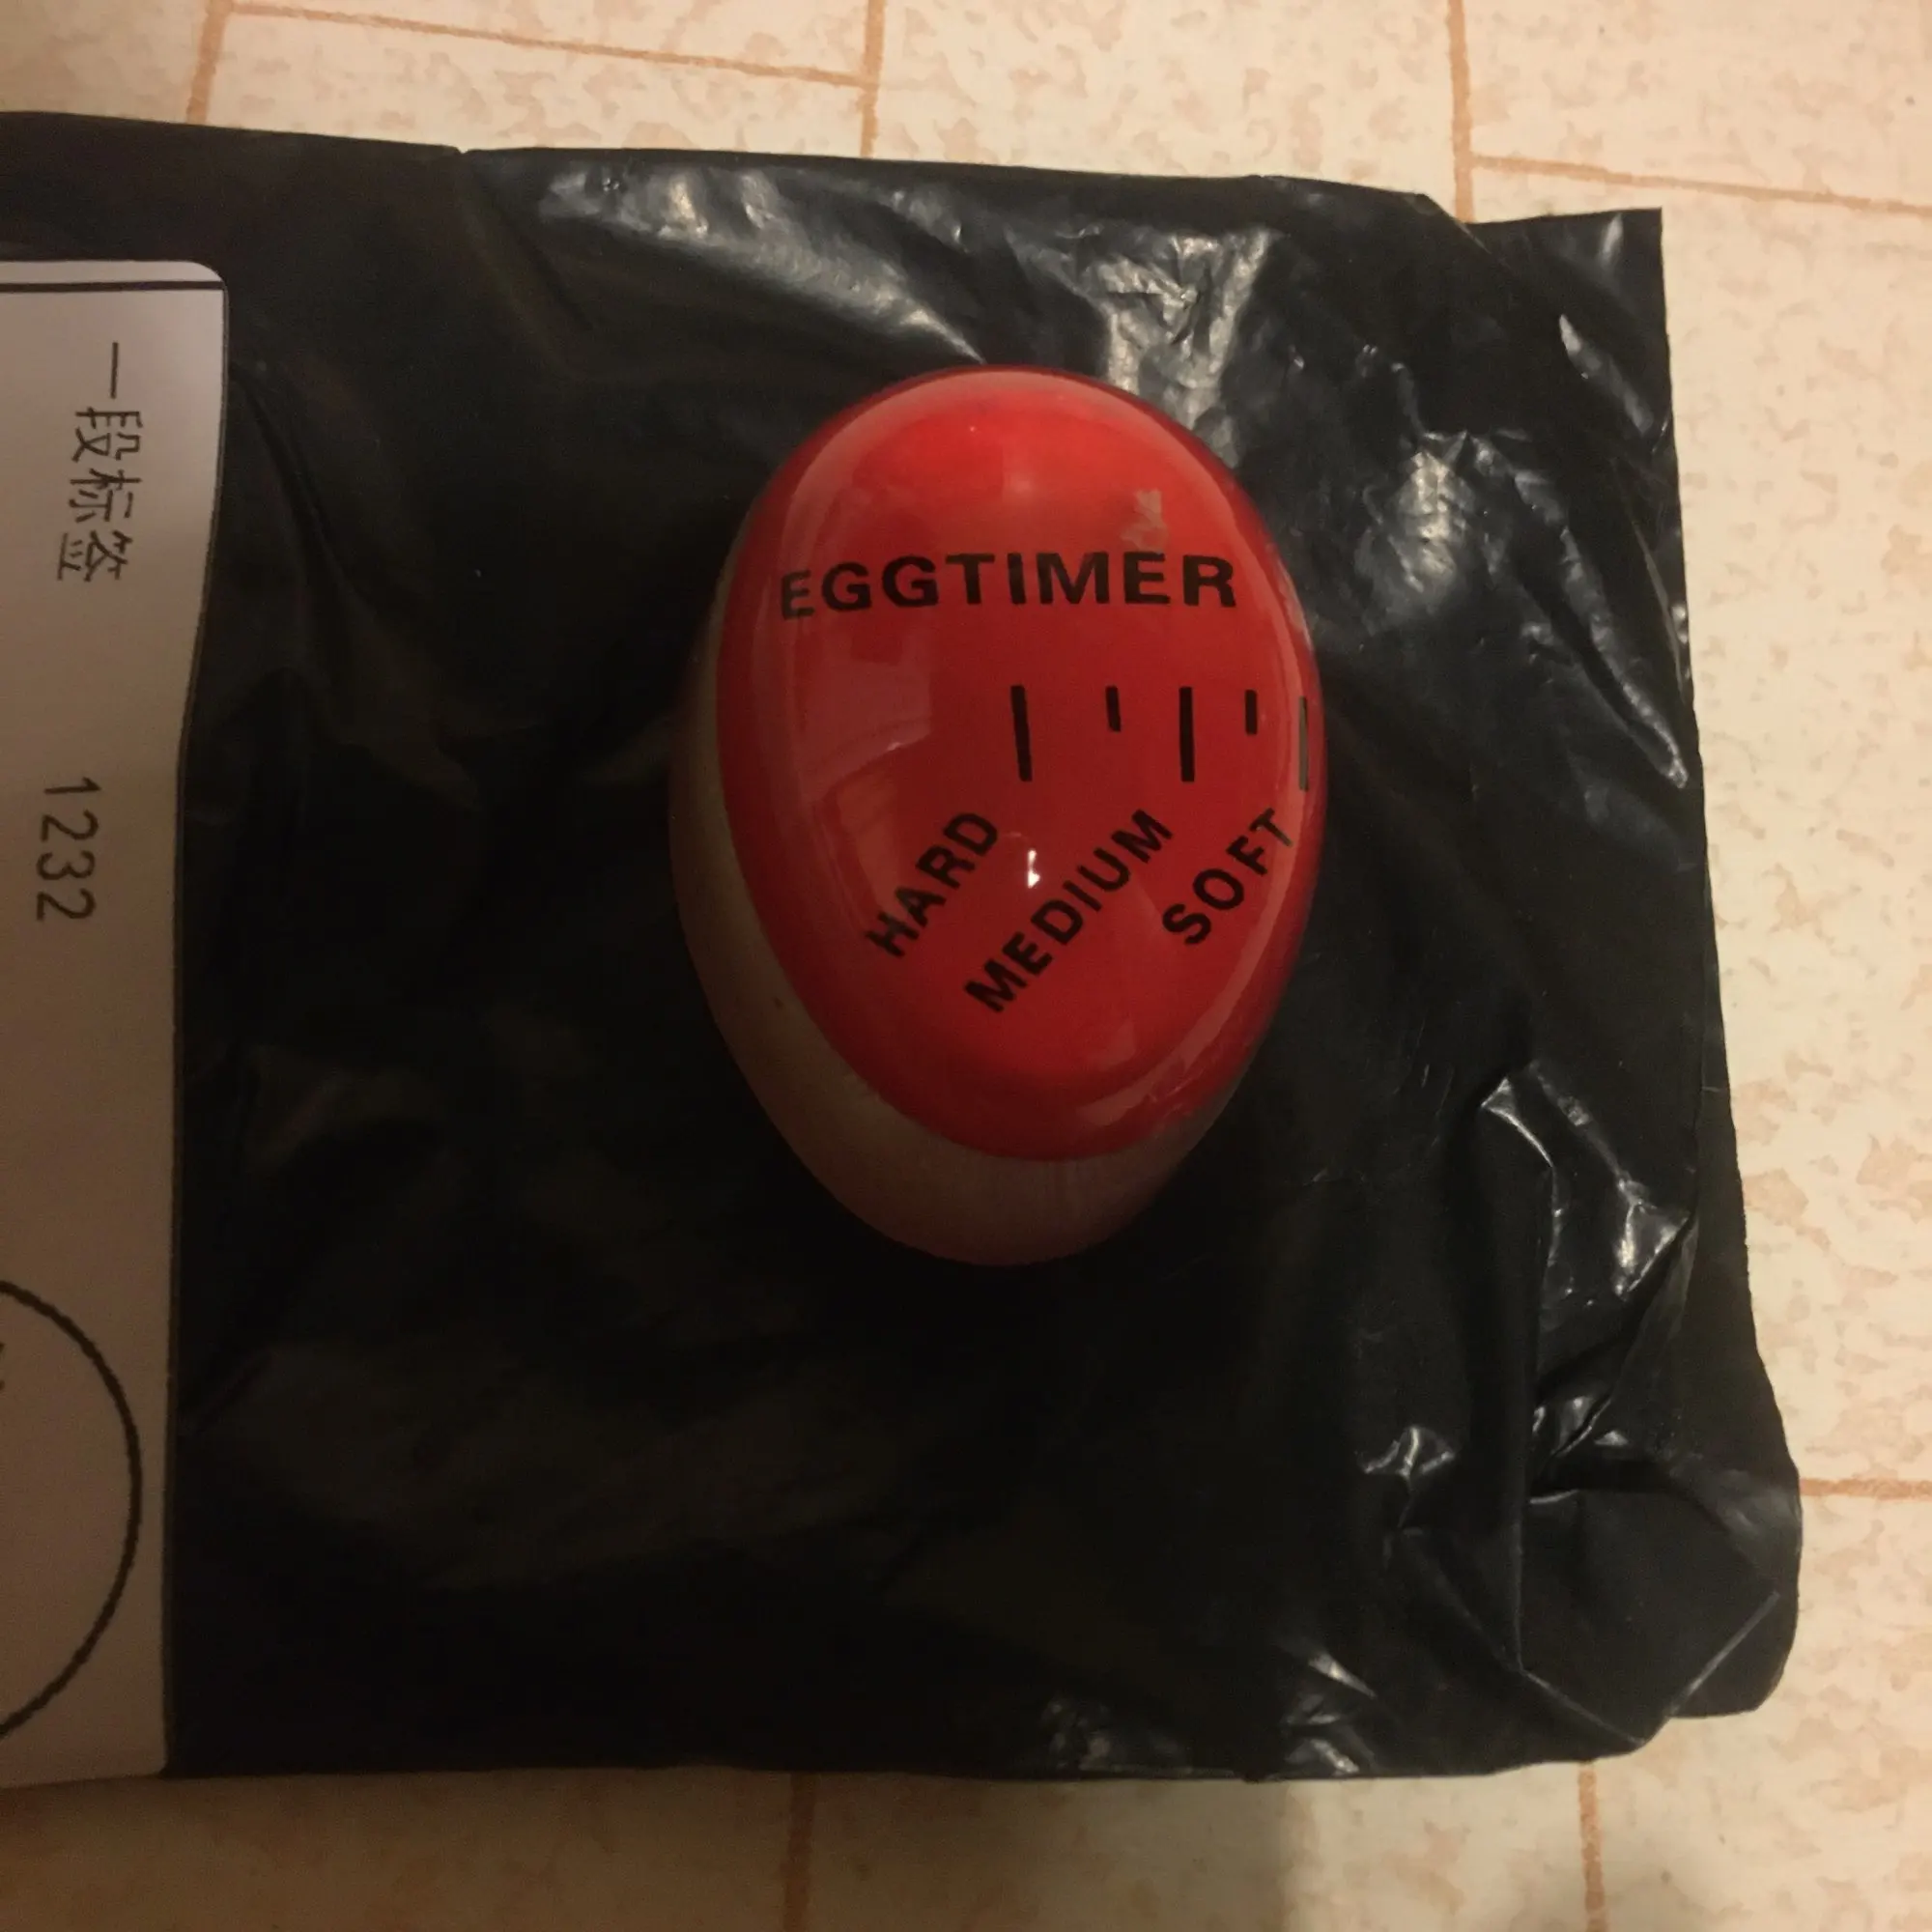 一段标签 1232
EGGTIMER
HARD
MEDIUM
SOFT